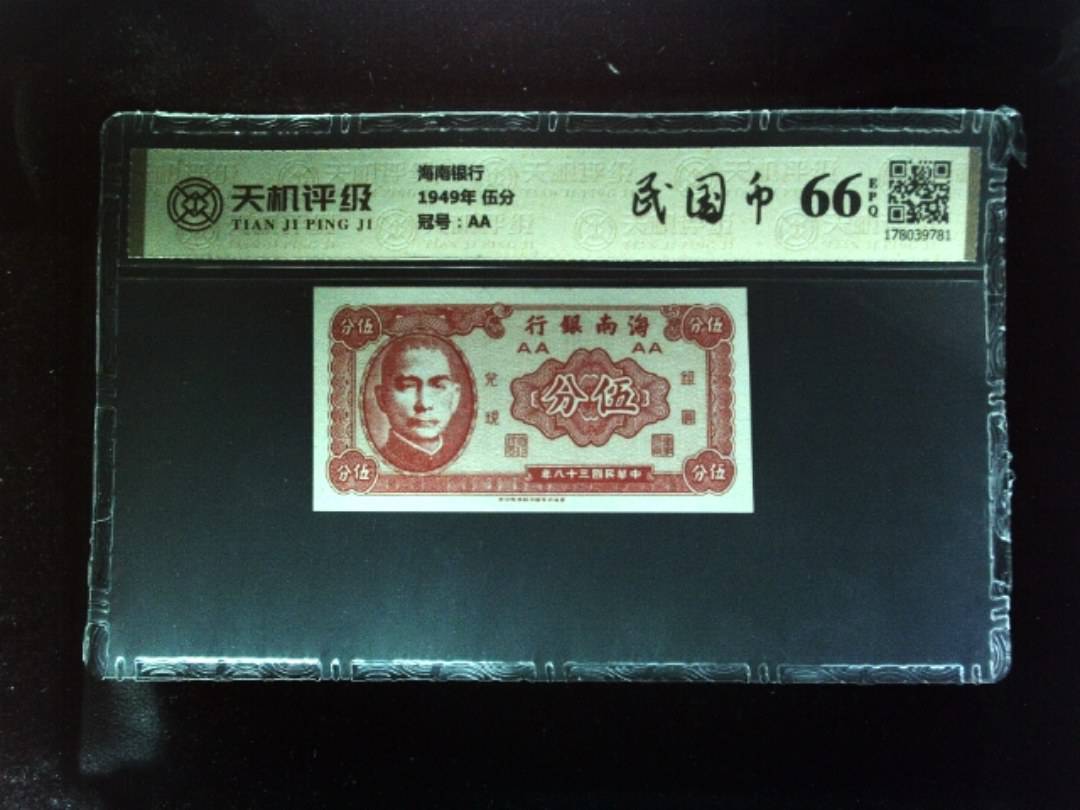 天机评级
TIAN JI PING JI
海南银行
1949年 伍分
冠号：AA
民国币 66 EPQ
178039781
分伍
行銀南海
分伍
AA AA
兌現
銀圓
分伍
分伍
年八十三國民華中
分伍